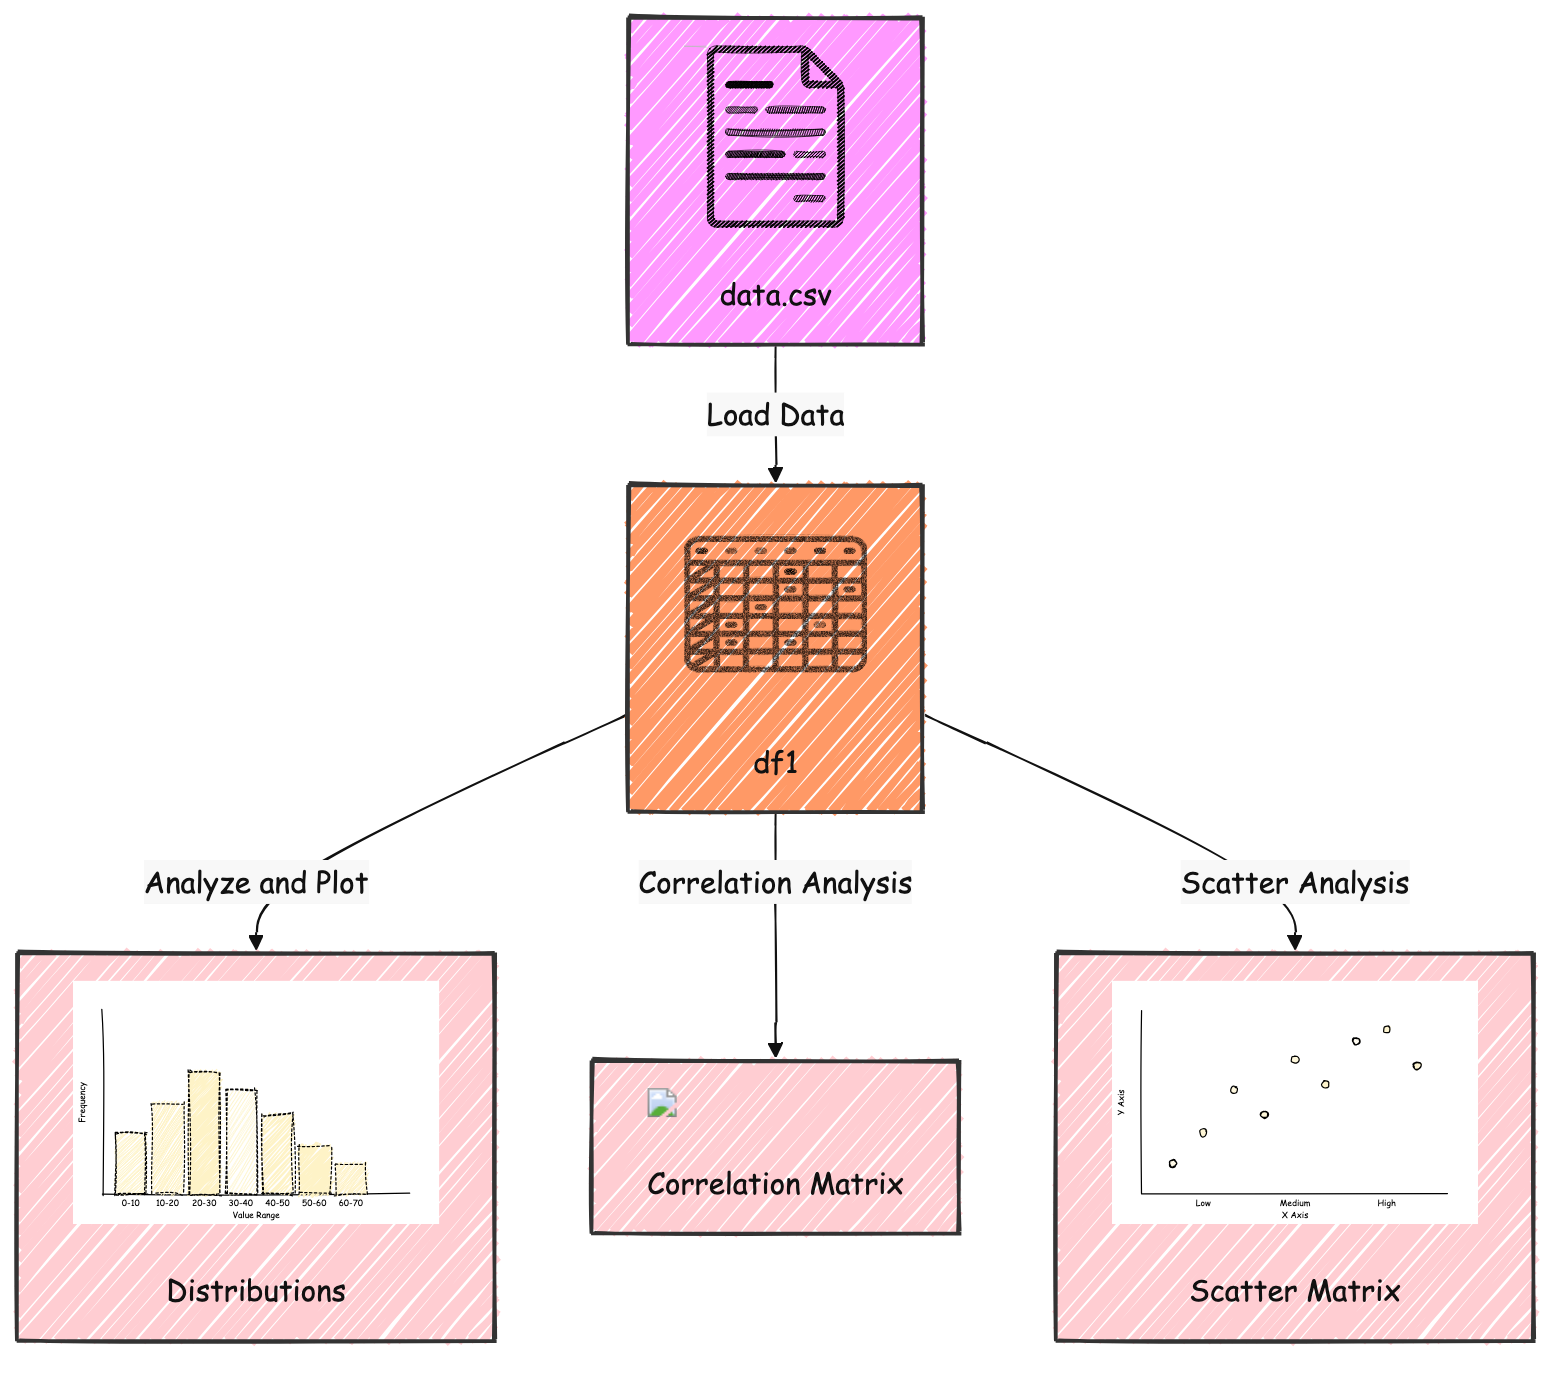 data.csv
Load Data
df1
Analyze and Plot
Correlation Analysis
Scatter Analysis
Frequency
0-10 10-20 20-30 30-40 40-50 50-60 60-70
Value Range
Distributions
Correlation Matrix
Y Axis
Low Medium High
X Axis
Scatter Matrix